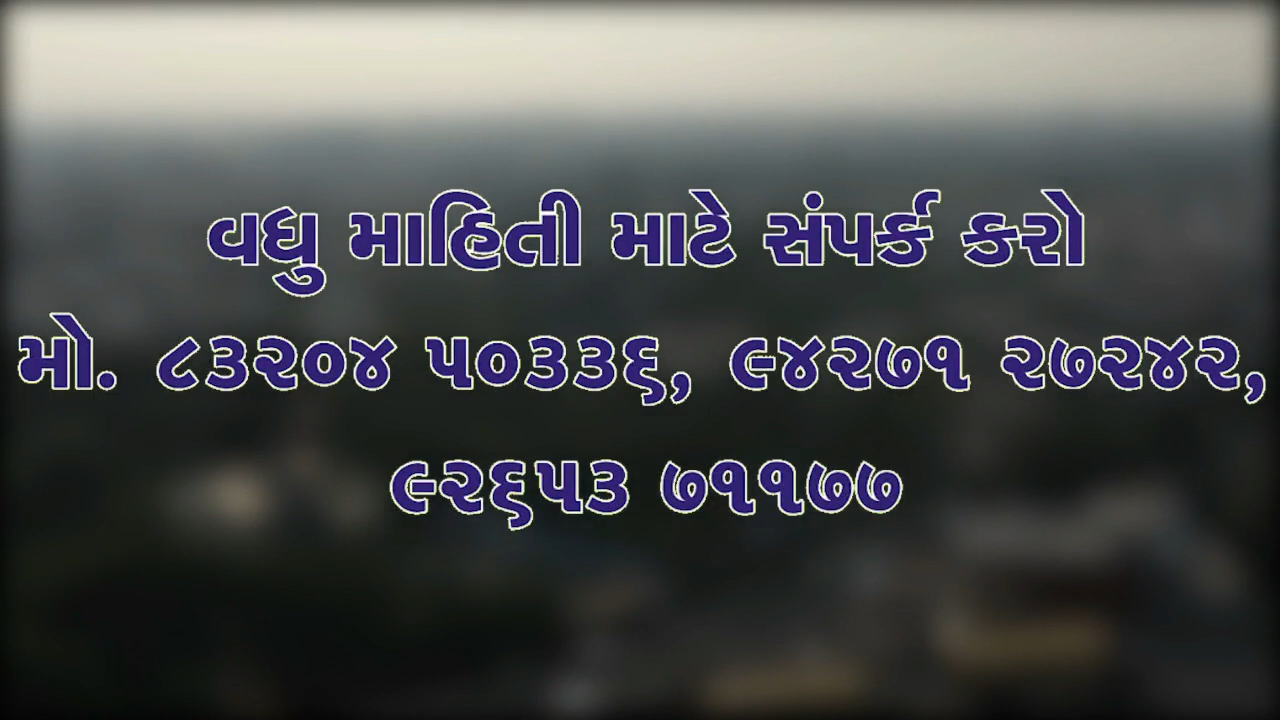 વધુ માહિતી માટે સંપર્ક કરો
મો. ૮૩૨૦૪ ૫૦૩૩૬, ૯૪૨૭૧ ૨૭૨૪૨,
૯૨૬૫૩ ૭૧૧૭૭